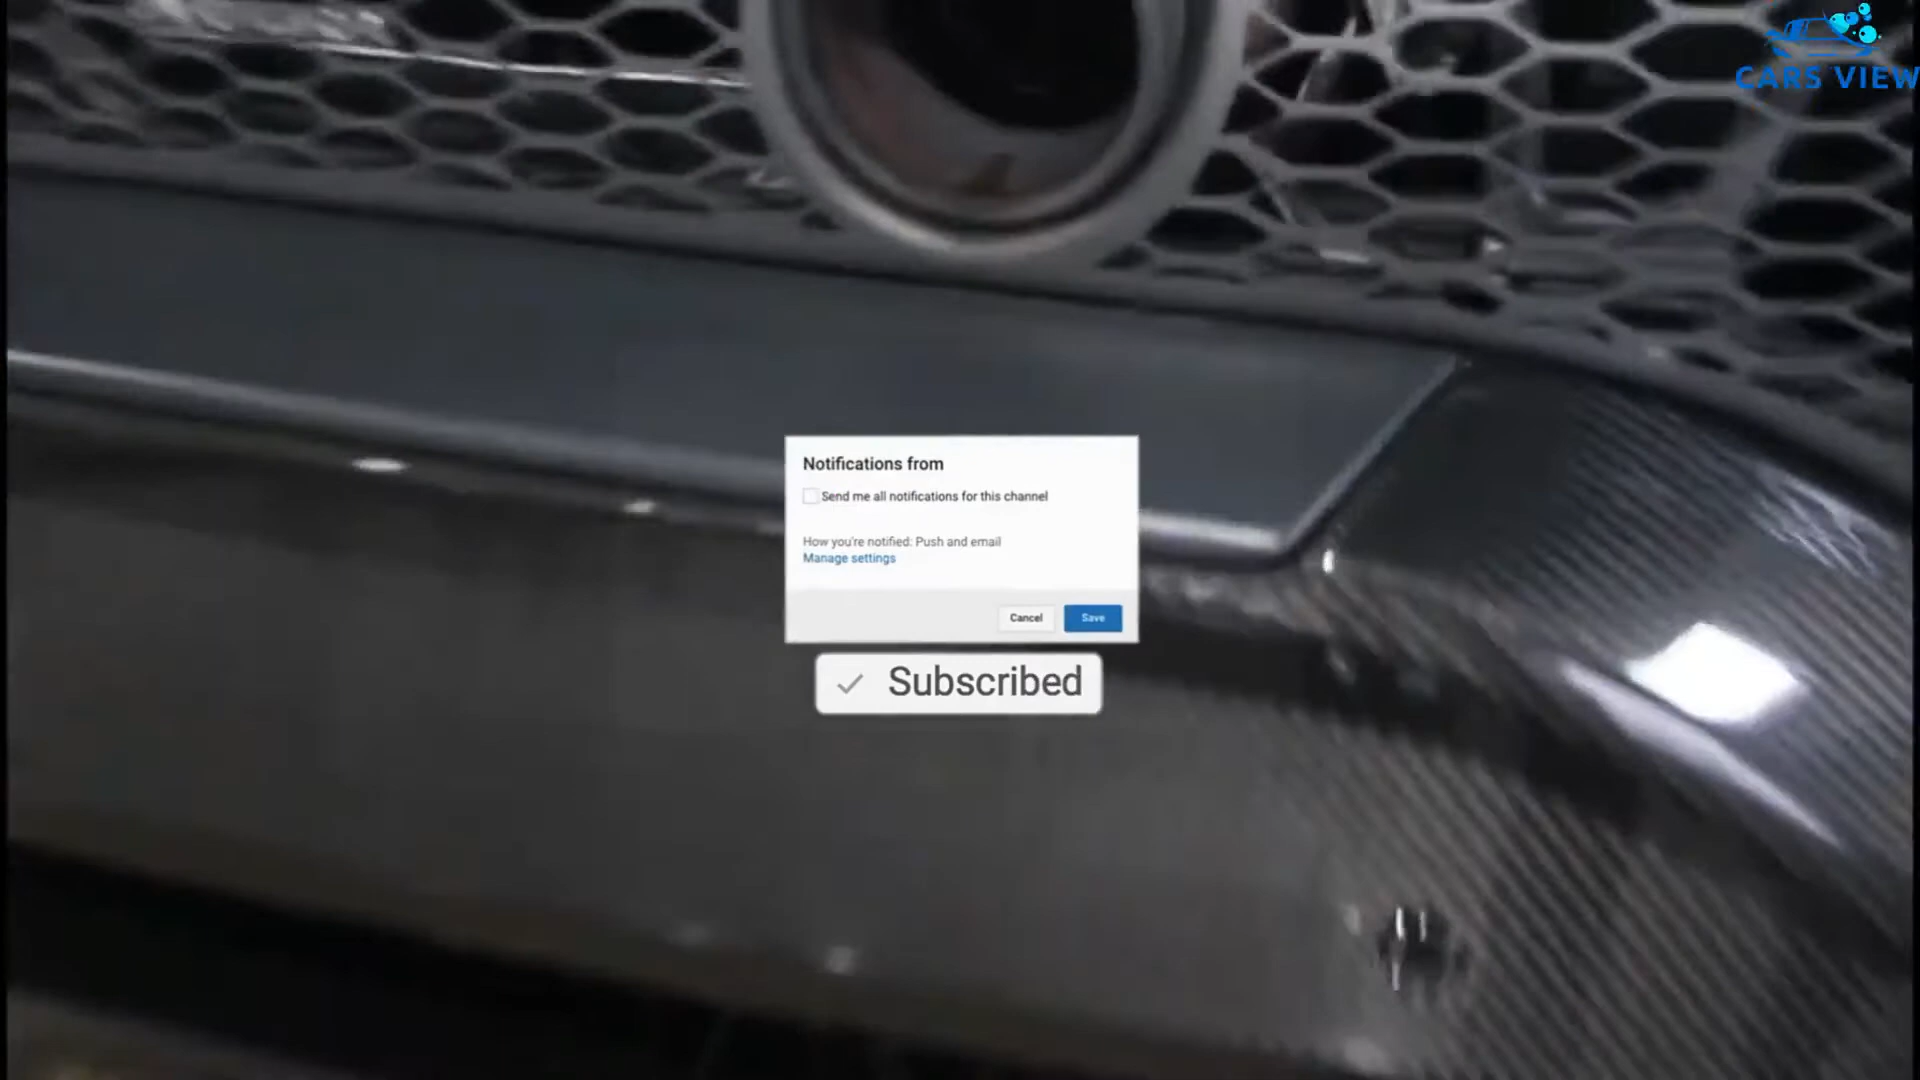 CARS VIEW
Notifications from
Send me all notifications for this channel
How you're notified: Push and email
Manage settings
Cancel
Save
Subscribed